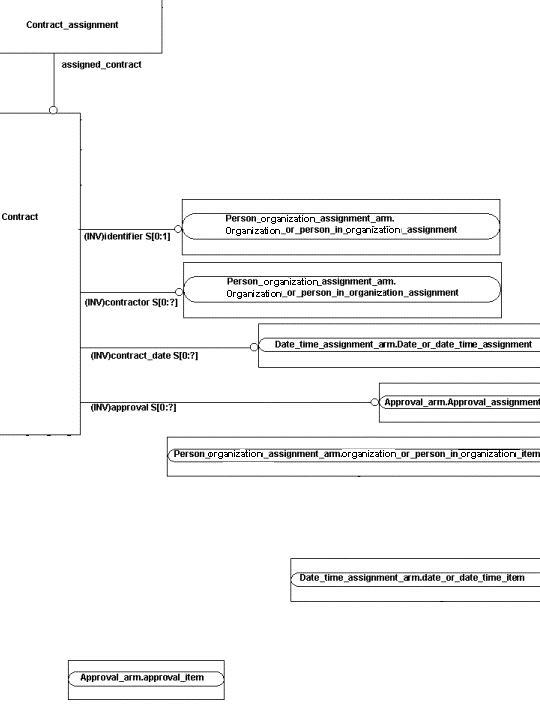 Contract_assignment
assigned_contract
Contract
Person_organization_assignment_arm.
Organization_or_person_in_organization_assignment
(INV)identifier S[0:1]
Person_organization_assignment_arm.
Organization_or_person_in_organization_assignment
(INV)contractor S[0:?]
Date_time_assignment_arm.Date_or_date_time_assignment
(INV)contract_date S[0:?]
Approval_arm.Approval_assignment
(INV)approval S[0:?]
Person_organization_assignment_arm.organization_or_person_in_organization_item
Date_time_assignment_arm.date_or_date_time_item
Approval_arm.approval_item